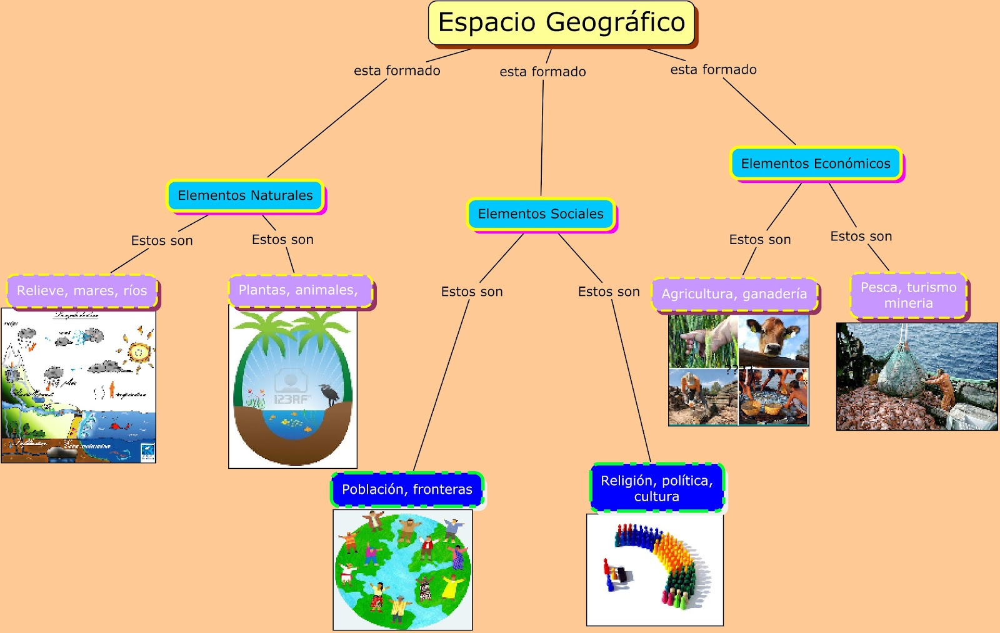 Espacio Geográfico
esta formado
esta formado
esta formado
Elementos Naturales
Elementos Sociales
Elementos Económicos
Estos son
Estos son
Estos son
Estos son
Estos son
Estos son
Relieve, mares, ríos
Plantas, animales,
Agricultura, ganadería
Pesca, turismo
mineria
????
123RF
Población, fronteras
Religión, política,
cultura